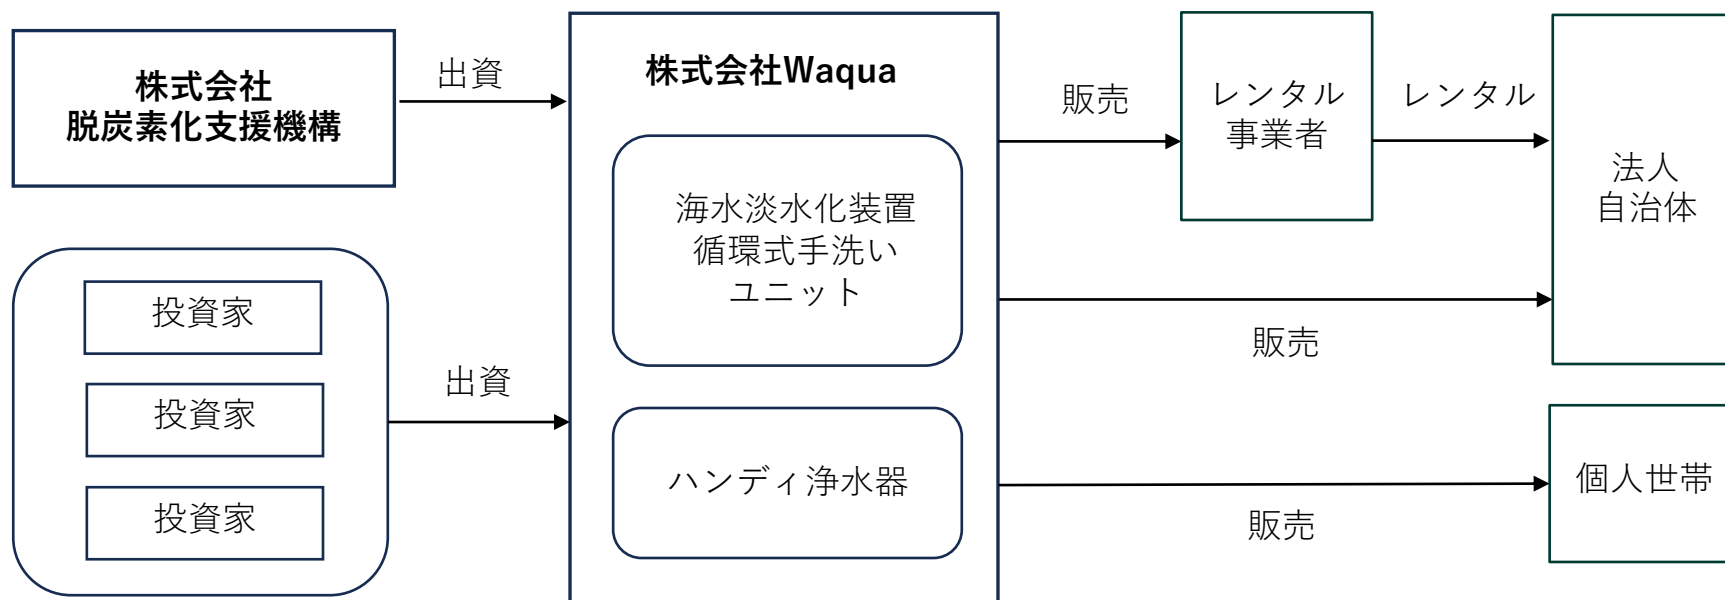 株式会社
脱炭素化支援機構
出資
投資家
投資家
投資家
出資
株式会社Waqua
海水淡水化装置
循環式手洗い
ユニット
ハンディ浄水器
販売
レンタル
事業者
レンタル
法人
自治体
販売
個人世帯
販売